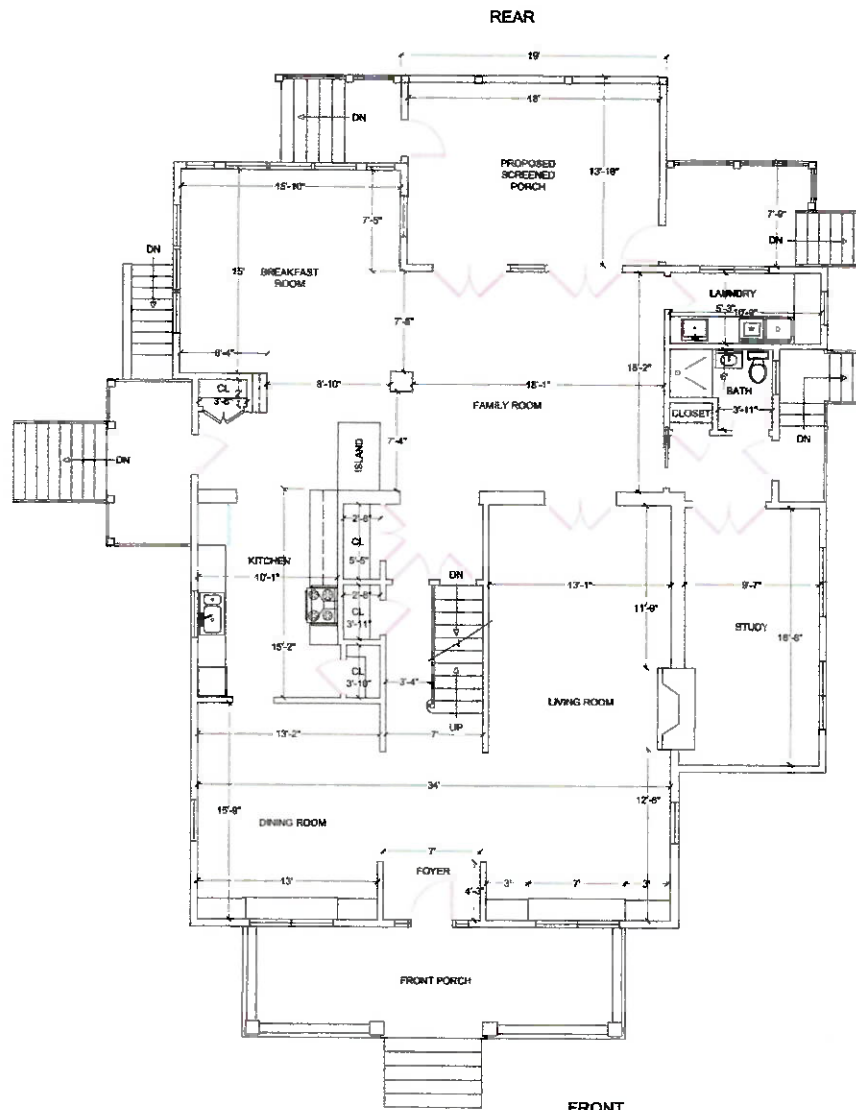 REAR
19'
18'
DN
PROPOSED
SCREENED
PORCH
13'-10"
15'-10"
7'-5"
7'-9"
DN
DN
15'
BREAKFAST
ROOM
LAUNDRY
5'-3"
10'-9"
7'-8"
6'-4"
CL
3'-6"
8'-10"
18'-1"
18'-2"
BATH
FAMILY ROOM
CLOSET
3'-11"
DN
7'-4"
ISLAND
DN
2'-8"
CL
5'-5"
KITCHEN
10'-1"
DN
13'-1"
9'-7"
2'-8"
CL
3'-11"
11'-9"
STUDY
16'-6"
15'-2"
CL
3'-10"
3'-4"
LIVING ROOM
UP
13'-2"
7'
34'
15'-9"
12'-6"
DINING ROOM
7'
FOYER
13'
4'-3"
3'
7'
3'
FRONT PORCH
FRONT